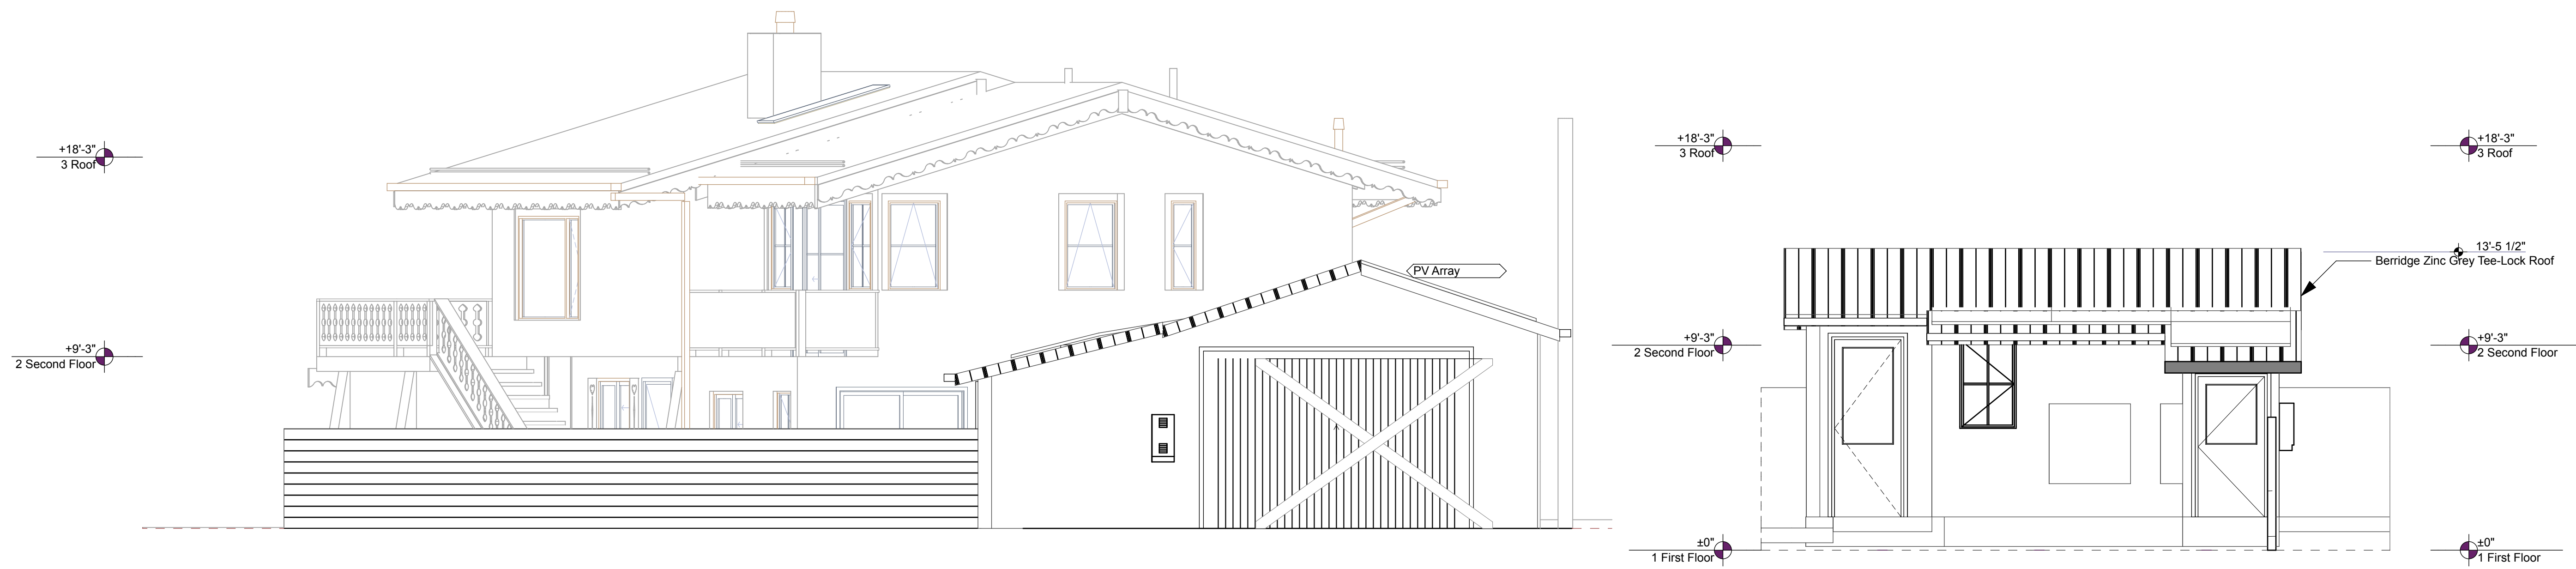 +18'-3"
3 Roof
+9'-3"
2 Second Floor
PV Array
+18'-3"
3 Roof
+9'-3"
2 Second Floor
±0"
1 First Floor
+18'-3"
3 Roof
13'-5 1/2"
Berridge Zinc Grey Tee-Lock Roof
+9'-3"
2 Second Floor
±0"
1 First Floor